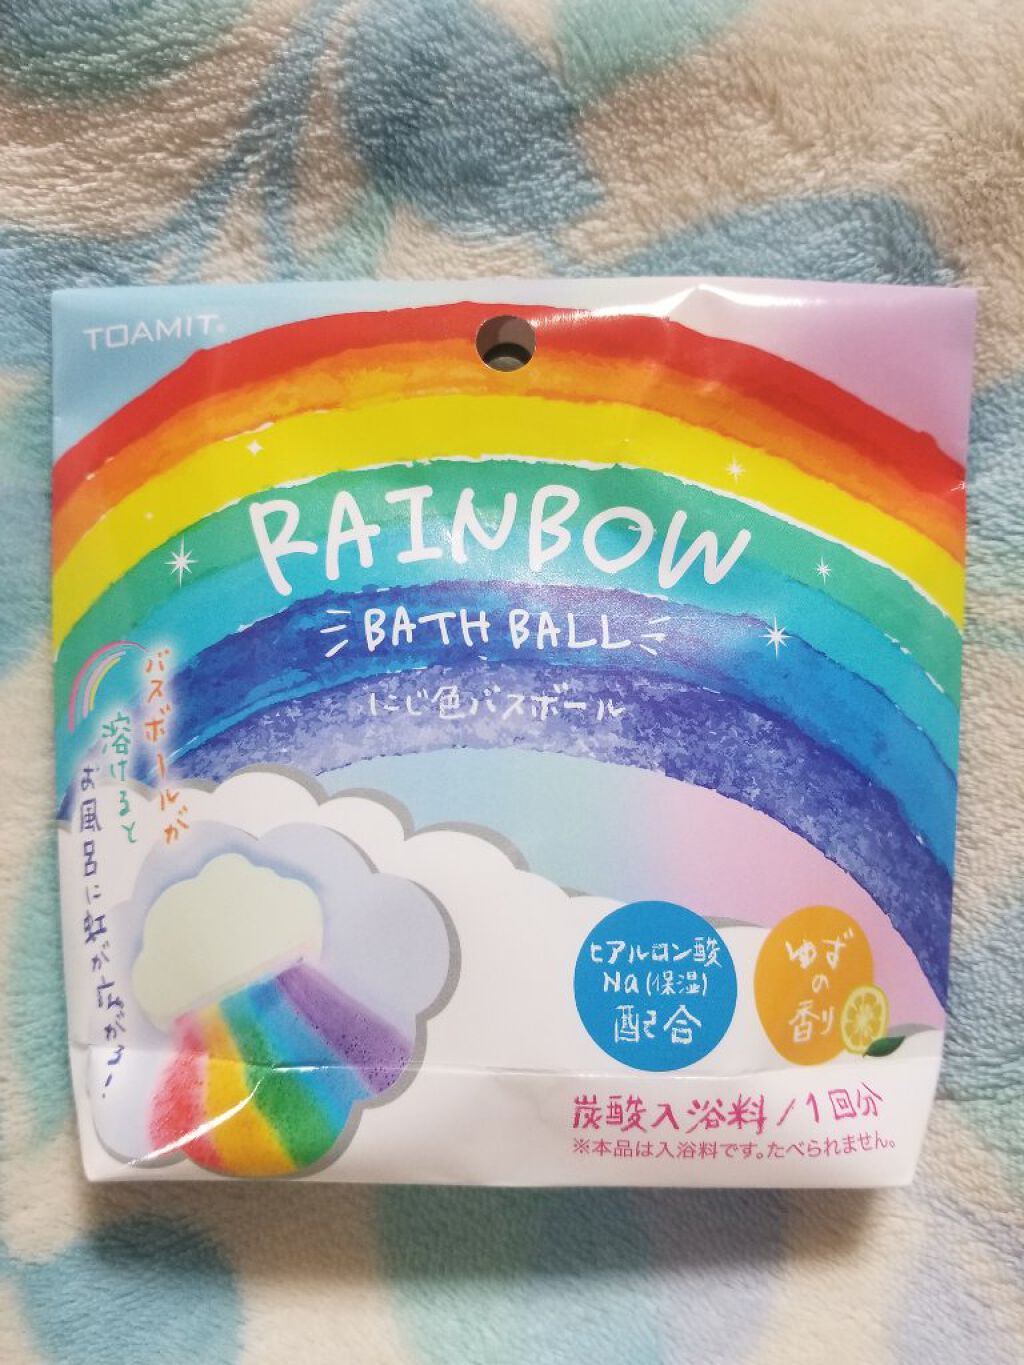 TOAMIT®
RAINBOW
BATH BALL
にじ色バスボール
バスボールが
溶けると
お風呂に虹が広がる!
ヒアルロン酸
Na(保湿)
配合
ゆず
の
香り
炭酸入浴料/1回分
※本品は入浴料です。たべられません。